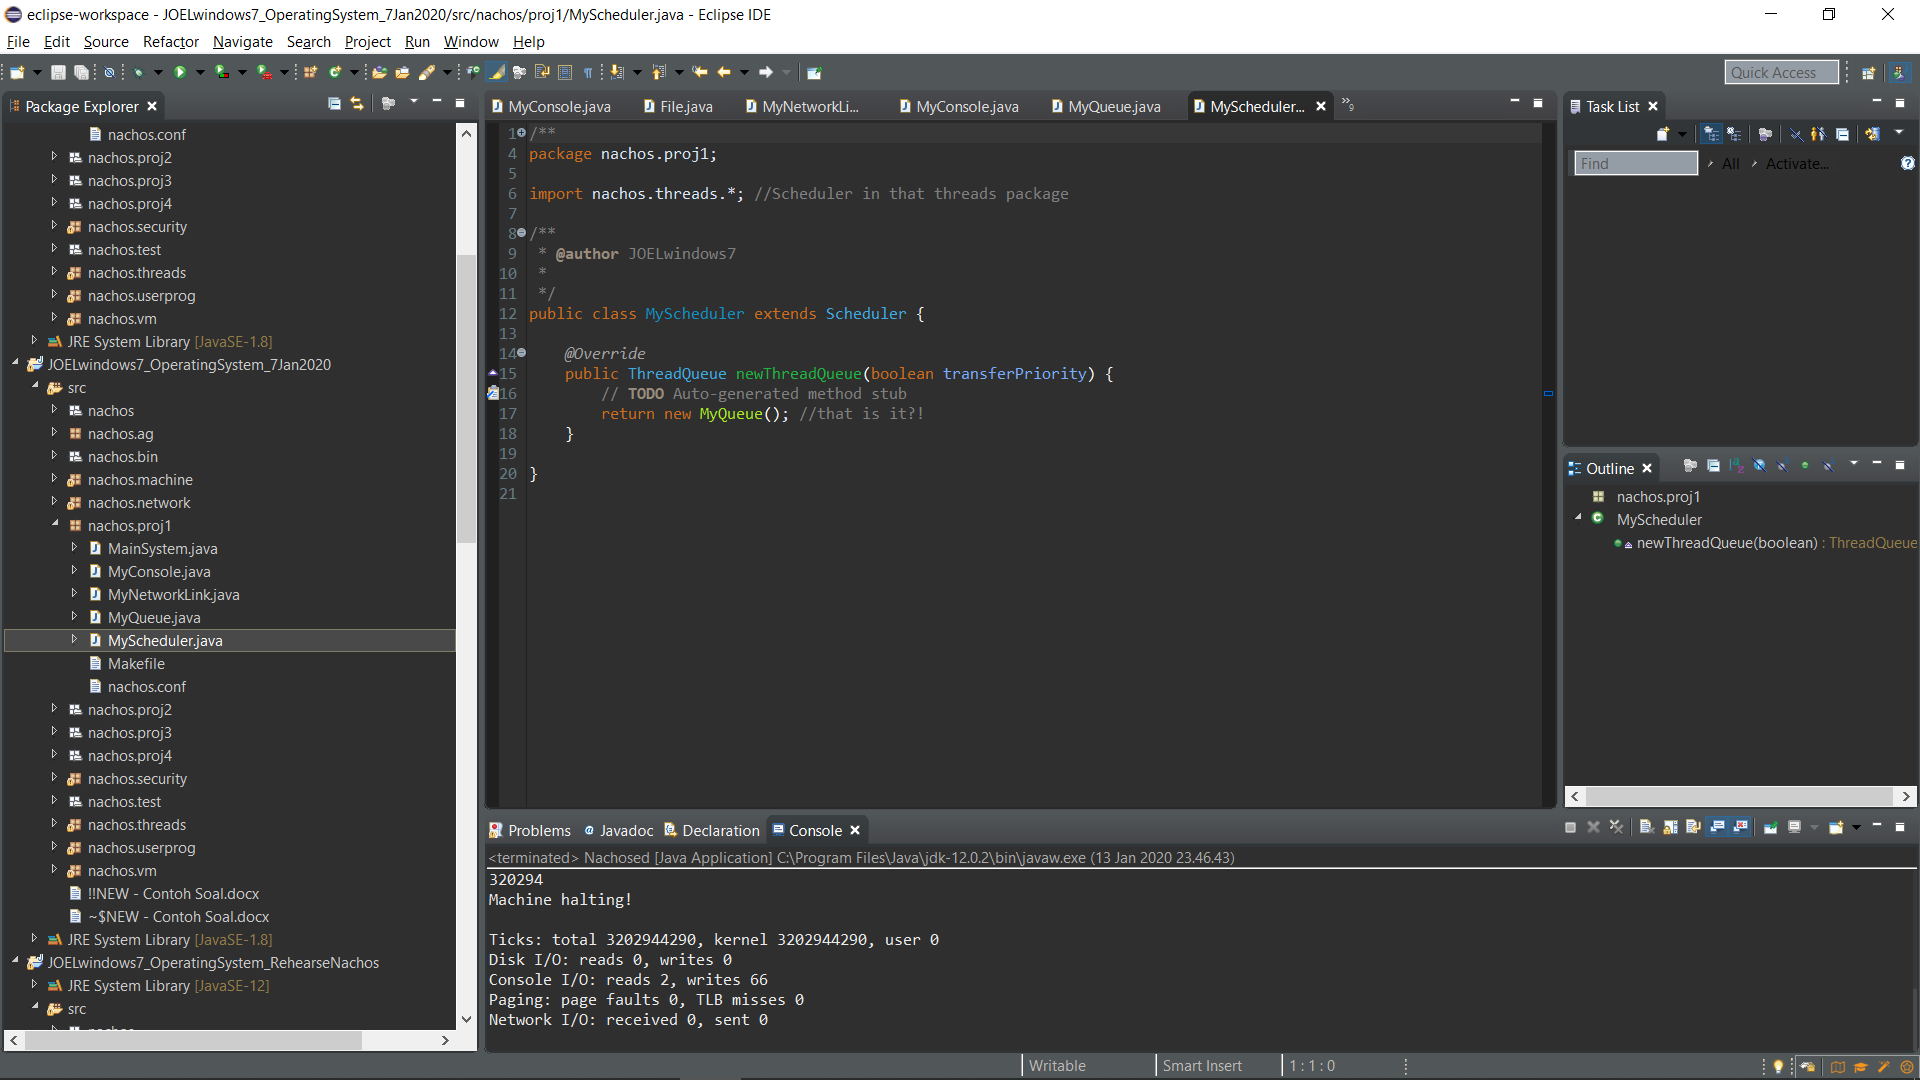 eclipse-workspace - JOELwindows7_OperatingSystem_7Jan2020/src/nachos/proj1/MyScheduler.java - Eclipse IDE
File Edit Source Refactor Navigate Search Project Run Window Help
Quick Access
Package Explorer
nachos.conf
nachos.proj2
nachos.proj3
nachos.proj4
nachos.security
nachos.test
nachos.threads
nachos.userprog
nachos.vm
JRE System Library [JavaSE-1.8]
JOELwindows7_OperatingSystem_7Jan2020
src
nachos
nachos.ag
nachos.bin
nachos.machine
nachos.network
nachos.proj1
MainSystem.java
MyConsole.java
MyNetworkLink.java
MyQueue.java
MyScheduler.java
Makefile
nachos.conf
nachos.proj2
nachos.proj3
nachos.proj4
nachos.security
nachos.test
nachos.threads
nachos.userprog
nachos.vm
!!NEW - Contoh Soal.docx
~$NEW - Contoh Soal.docx
JRE System Library [JavaSE-1.8]
JOELwindows7_OperatingSystem_RehearseNachos
JRE System Library [JavaSE-12]
src
MyConsole.java File.java MyNetworkLi... MyConsole.java MyQueue.java MyScheduler... »9
1 /**
4 package nachos.proj1;
5
6 import nachos.threads.*; //Scheduler in that threads package
7
8 /**
9 * @author JOELwindows7
10 *
11 */
12 public class MyScheduler extends Scheduler {
13
14 @Override
15 public ThreadQueue newThreadQueue(boolean transferPriority) {
16 // TODO Auto-generated method stub
17 return new MyQueue(); //that is it?!
18 }
19
20 }
21
Task List
Find All Activate...
Outline
nachos.proj1
MyScheduler
newThreadQueue(boolean) : ThreadQueue
Problems Javadoc Declaration Console
<terminated> Nachosed [Java Application] C:\Program Files\Java\jdk-12.0.2\bin\javaw.exe (13 Jan 2020 23.46.43)
320294
Machine halting!
Ticks: total 3202944290, kernel 3202944290, user 0
Disk I/O: reads 0, writes 0
Console I/O: reads 2, writes 66
Paging: page faults 0, TLB misses 0
Network I/O: received 0, sent 0
Writable Smart Insert 1 : 1 : 0